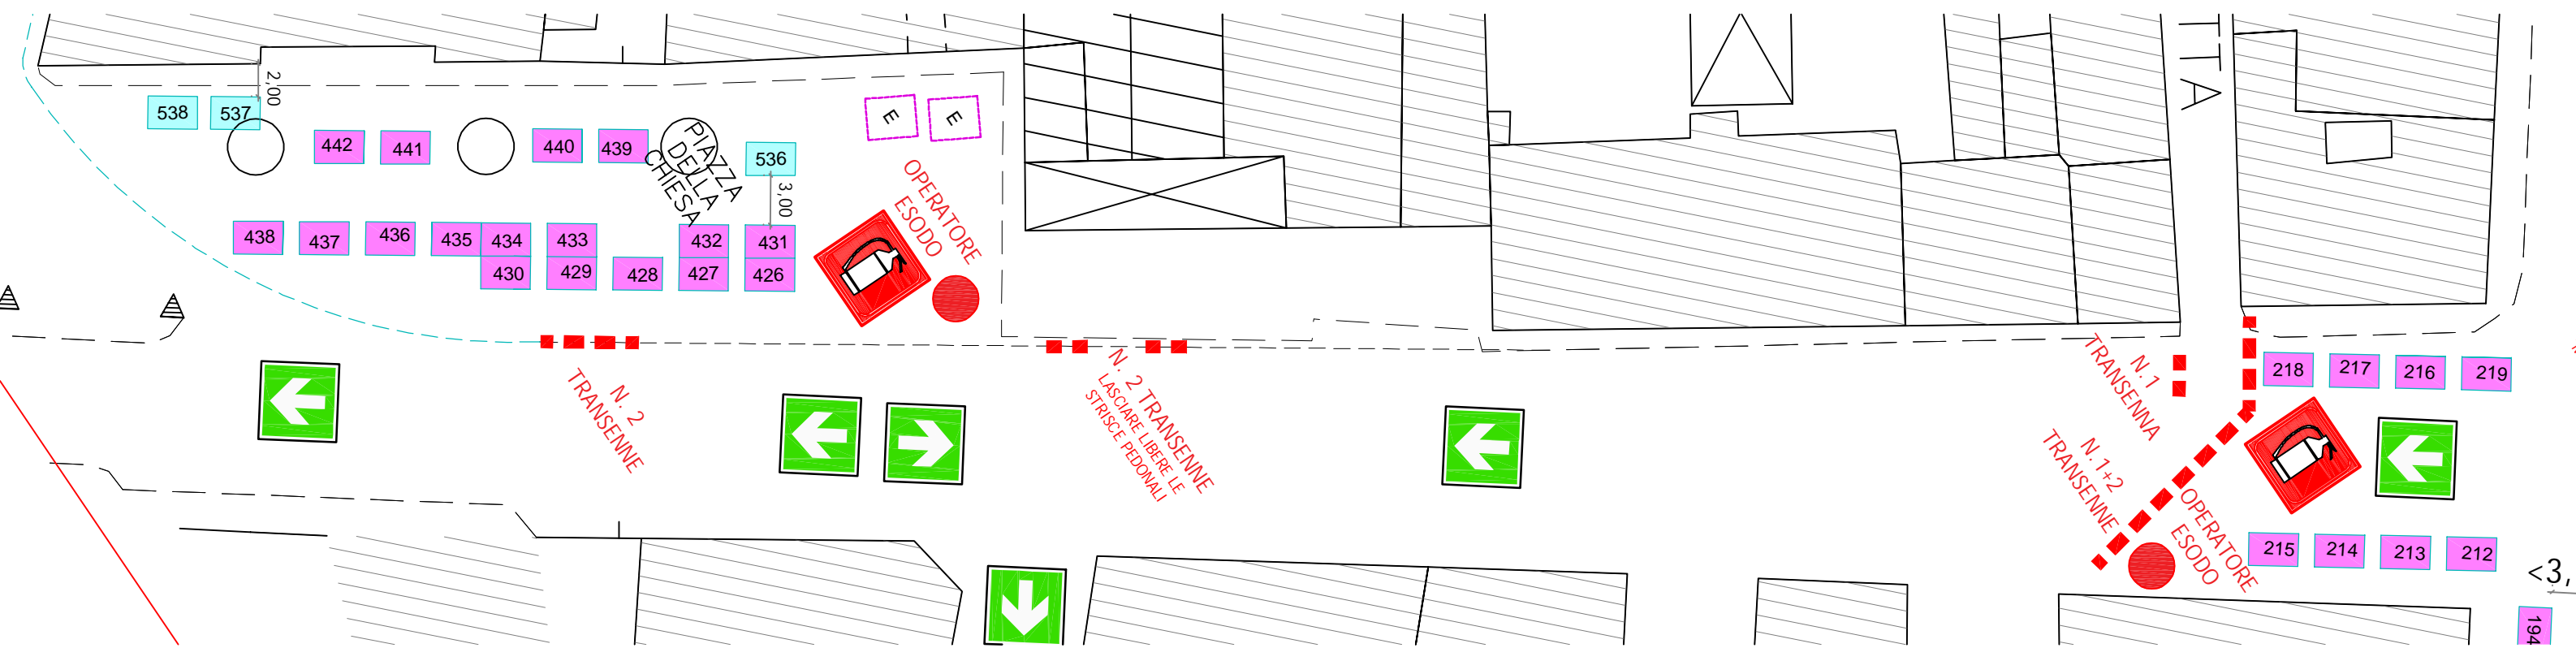 ITA
2,00
538
537
442
441
440
439
PIAZZA
DELLA
CHIESA
536
3,00
E
E
OPERATORE
ESODO
438
437
436
435
434
433
432
431
430
429
428
427
426
N. 2
TRANSENNE
N. 2 TRANSENNE
LASCIARE LIBERE LE
STRISCE PEDONALI
N.1
TRANSENNA
N.1+2
TRANSENNE
OPERATORE
ESODO
218
217
216
219
215
214
213
212
<3,
194